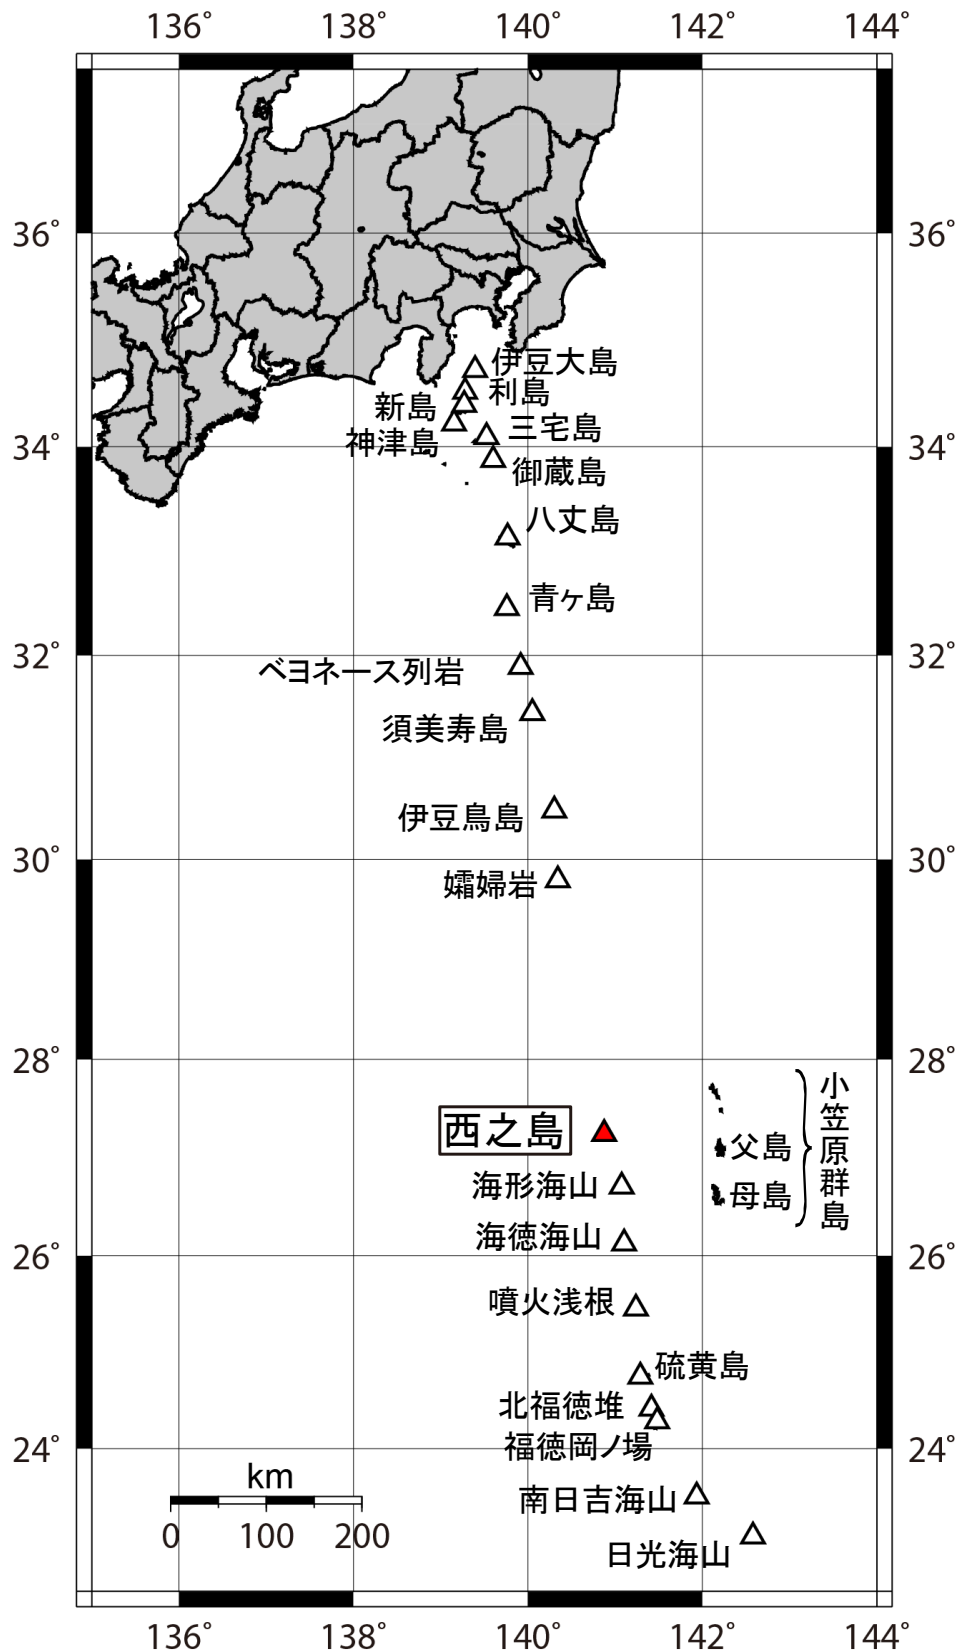 136°
138°
140°
142°
144°
36°
36°
伊豆大島
利島
新島
三宅島
神津島
34°
34°
御蔵島
八丈島
青ヶ島
32°
32°
ベヨネース列岩
須美寿島
伊豆鳥島
30°
30°
孀婦岩
28°
28°
小笠原群島
西之島
父島
海形海山
母島
海徳海山
26°
26°
噴火浅根
硫黄島
北福徳堆
福徳岡ノ場
24°
24°
km
0
100
200
南日吉海山
日光海山
136°
138°
140°
142°
144°